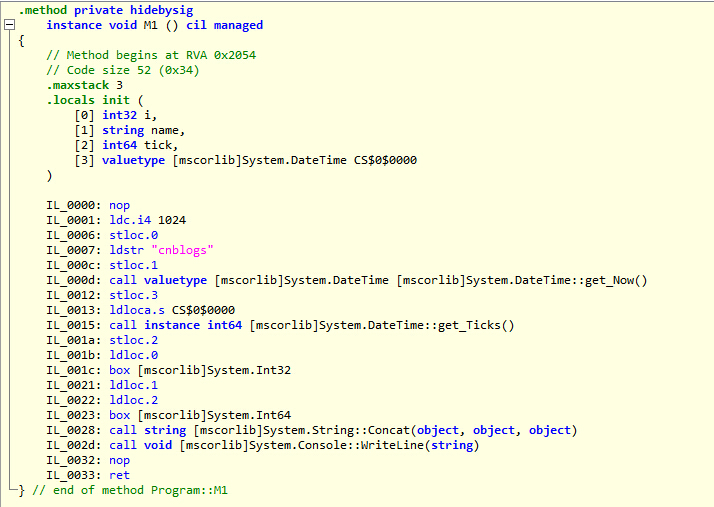 .method private hidebysig
instance void M1 () cil managed
{
// Method begins at RVA 0x2054
// Code size 52 (0x34)
.maxstack 3
.locals init (
[0] int32 i,
[1] string name,
[2] int64 tick,
[3] valuetype [mscorlib]System.DateTime CS$0$0000
)
IL_0000: nop
IL_0001: ldc.i4 1024
IL_0006: stloc.0
IL_0007: ldstr "cnblogs"
IL_000c: stloc.1
IL_000d: call valuetype [mscorlib]System.DateTime [mscorlib]System.DateTime::get_Now()
IL_0012: stloc.3
IL_0013: ldloca.s CS$0$0000
IL_0015: call instance int64 [mscorlib]System.DateTime::get_Ticks()
IL_001a: stloc.2
IL_001b: ldloc.0
IL_001c: box [mscorlib]System.Int32
IL_0021: ldloc.1
IL_0022: ldloc.2
IL_0023: box [mscorlib]System.Int64
IL_0028: call string [mscorlib]System.String::Concat(object, object, object)
IL_002d: call void [mscorlib]System.Console::WriteLine(string)
IL_0032: nop
IL_0033: ret
} // end of method Program::M1